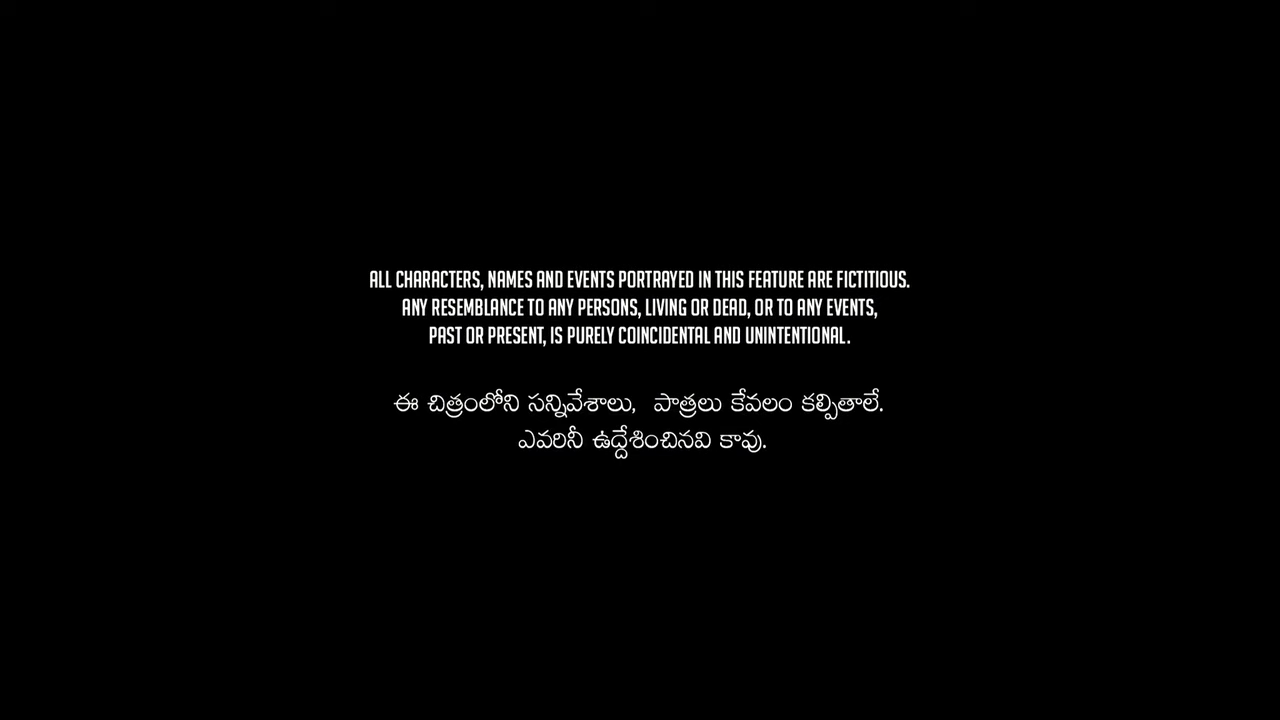 ALL CHARACTERS, NAMES AND EVENTS PORTRAYED IN THIS FEATURE ARE FICTITIOUS.
ANY RESEMBLANCE TO ANY PERSONS, LIVING OR DEAD, OR TO ANY EVENTS,
PAST OR PRESENT, IS PURELY COINCIDENTAL AND UNINTENTIONAL.
ఈ చిత్రంలోని సన్నివేశాలు, పాత్రలు కేవలం కల్పితాలే.
ఎవరినీ ఉద్దేశించినవి కావు.